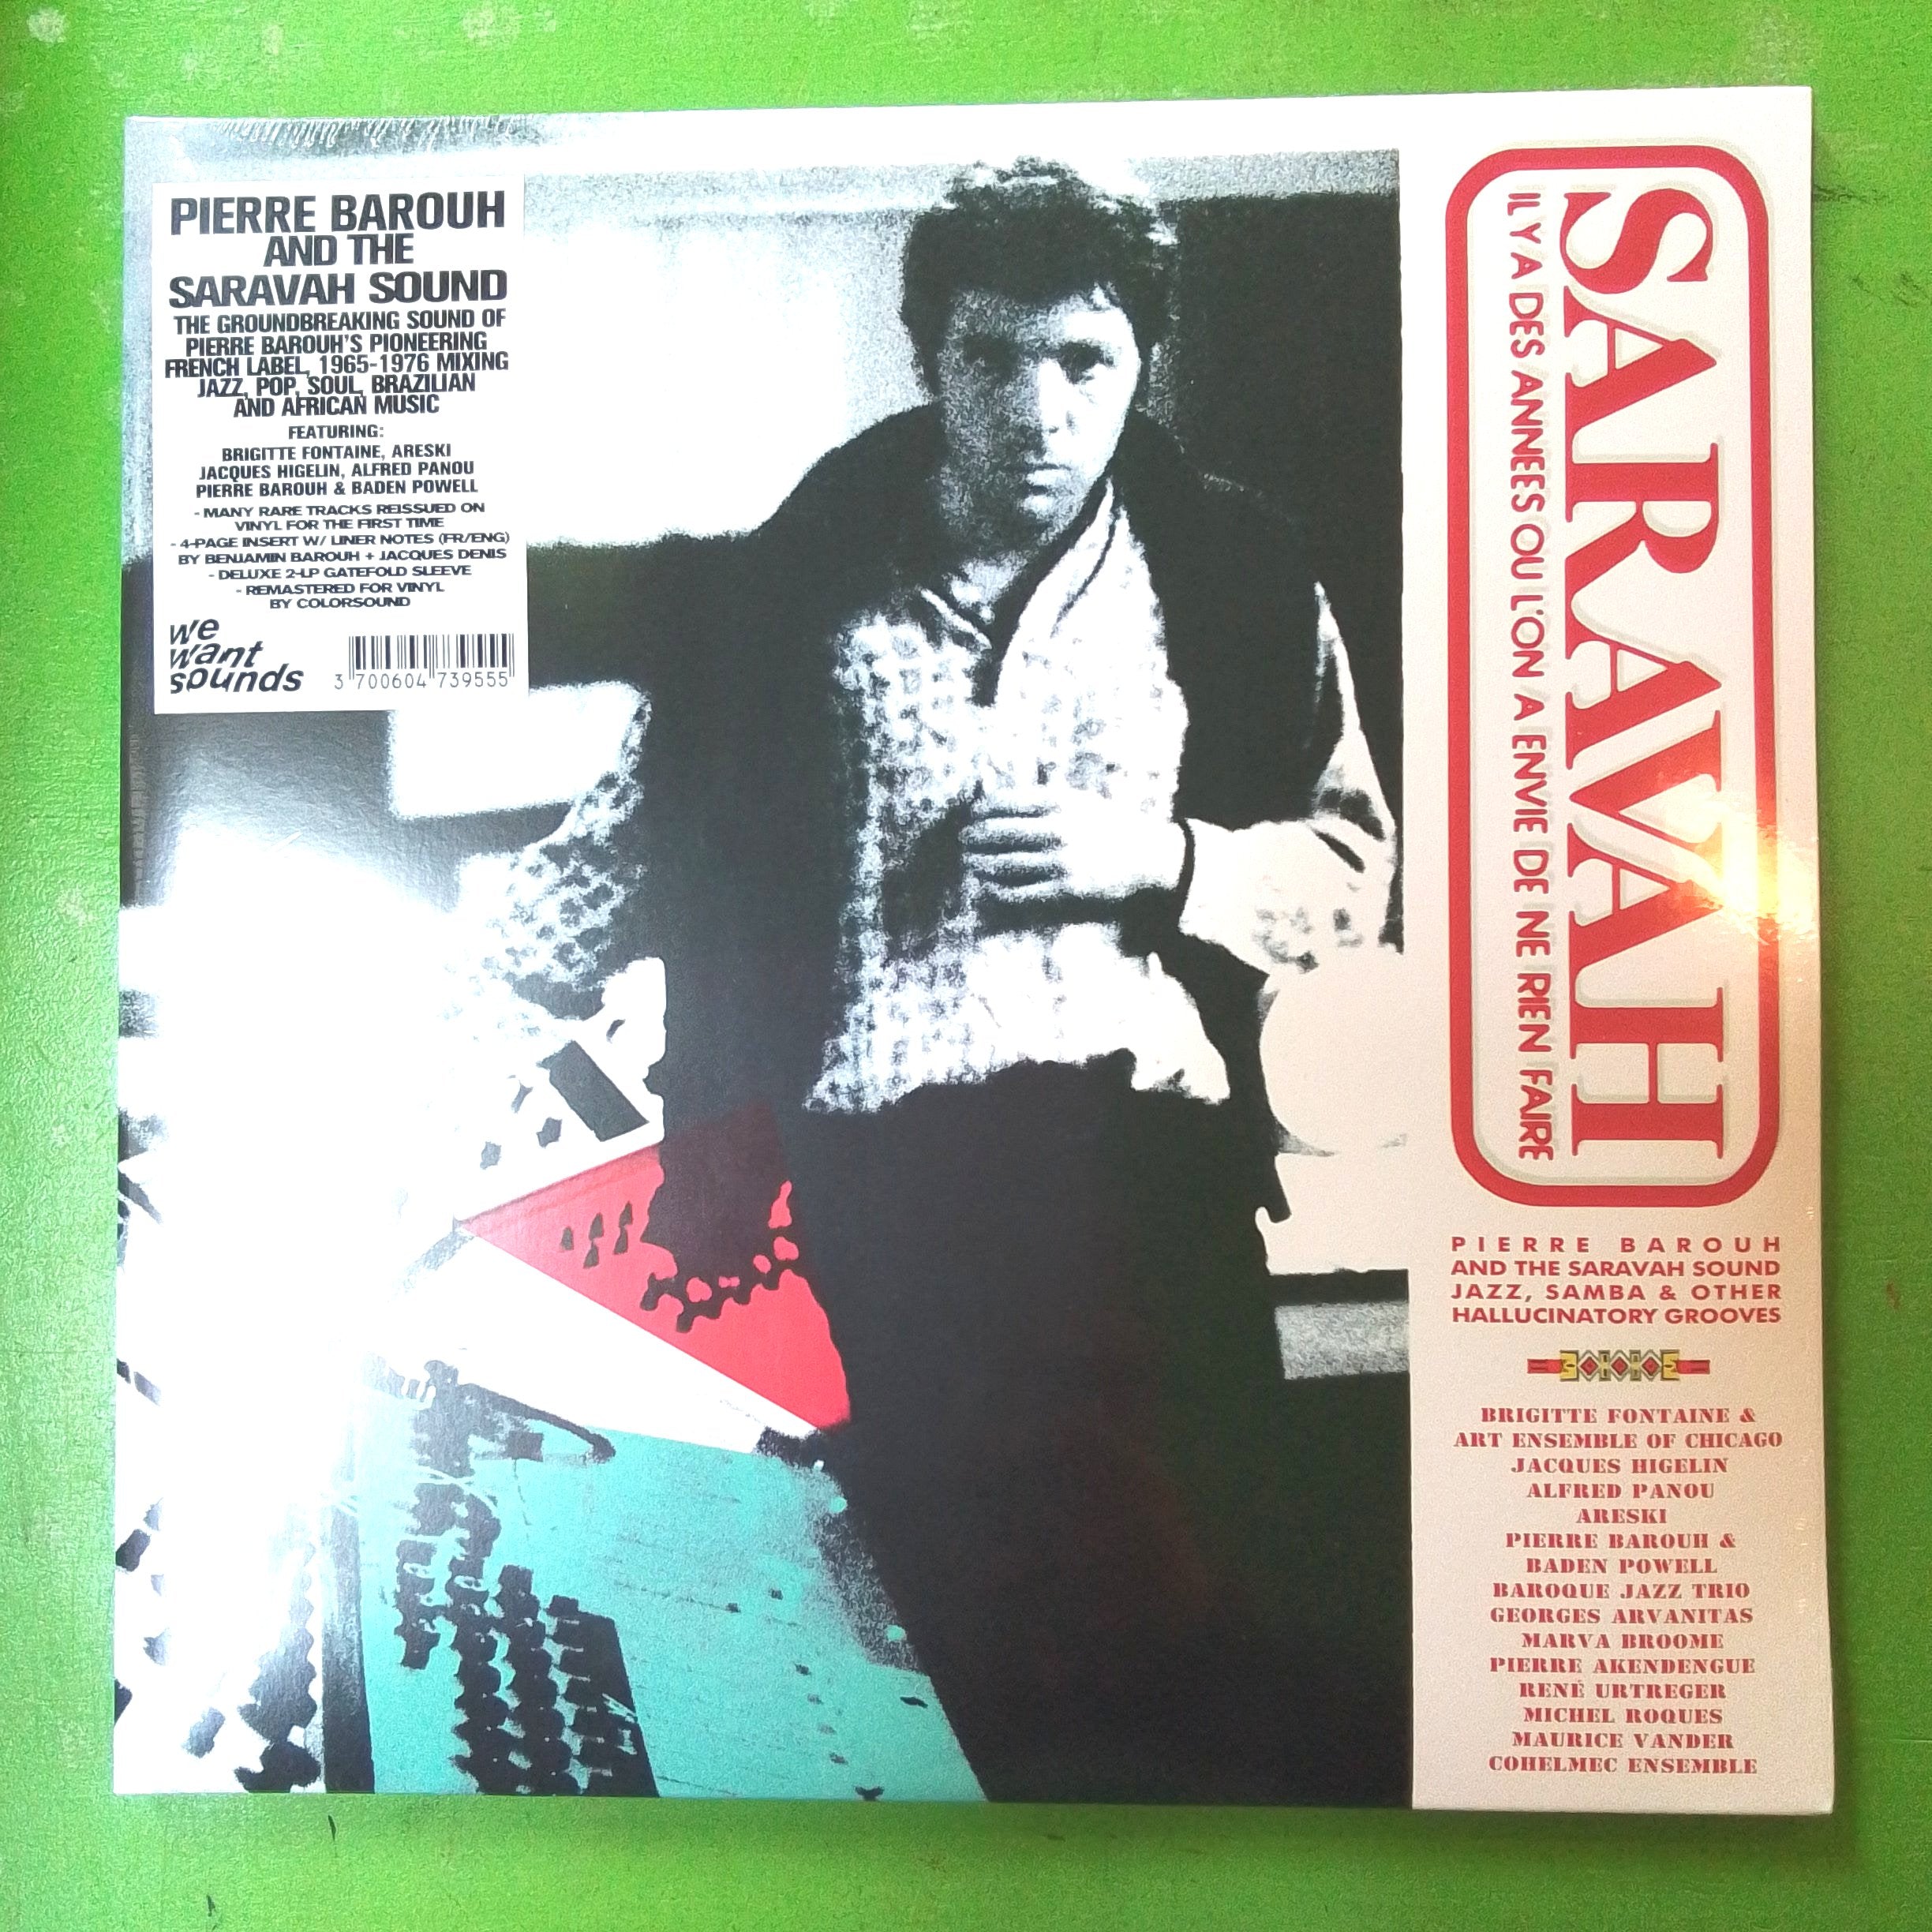 PIERRE BAROUH
AND THE
SARAVAH SOUND
THE GROUNDBREAKING SOUND OF
PIERRE BAROUH'S PIONEERING
FRENCH LABEL, 1965-1976 MIXING
JAZZ, POP, SOUL, BRAZILIAN
AND AFRICAN MUSIC
FEATURING:
BRIGITTE FONTAINE, ARESKI
JACQUES HIGELIN, ALFRED PANOU
PIERRE BAROUH & BADEN POWELL
- MANY RARE TRACKS REISSUED ON
VINYL FOR THE FIRST TIME
- 4-PAGE INSERT W/ LINER NOTES (FR/ENG)
BY BENJAMIN BAROUH + JACQUES DENIS
- DELUXE 2-LP GATEFOLD SLEEVE
- REMASTERED FOR VINYL
BY COLORSOUND
we
want
sounds
3 700604 739555
SARAVAH
IL Y A DES ANNEES OU L'ON A ENVIE DE NE RIEN FAIRE
PIERRE BAROUH
AND THE SARAVAH SOUND
JAZZ, SAMBA & OTHER
HALLUCINATORY GROOVES
BRIGITTE FONTAINE &
ART ENSEMBLE OF CHICAGO
JACQUES HIGELIN
ALFRED PANOU
ARESKI
PIERRE BAROUH &
BADEN POWELL
BAROQUE JAZZ TRIO
GEORGES ARVANITAS
MARVA BROOME
PIERRE AKENDENGUE
RENÉ URTREGER
MICHEL ROQUES
MAURICE VANDER
COHELMEC ENSEMBLE